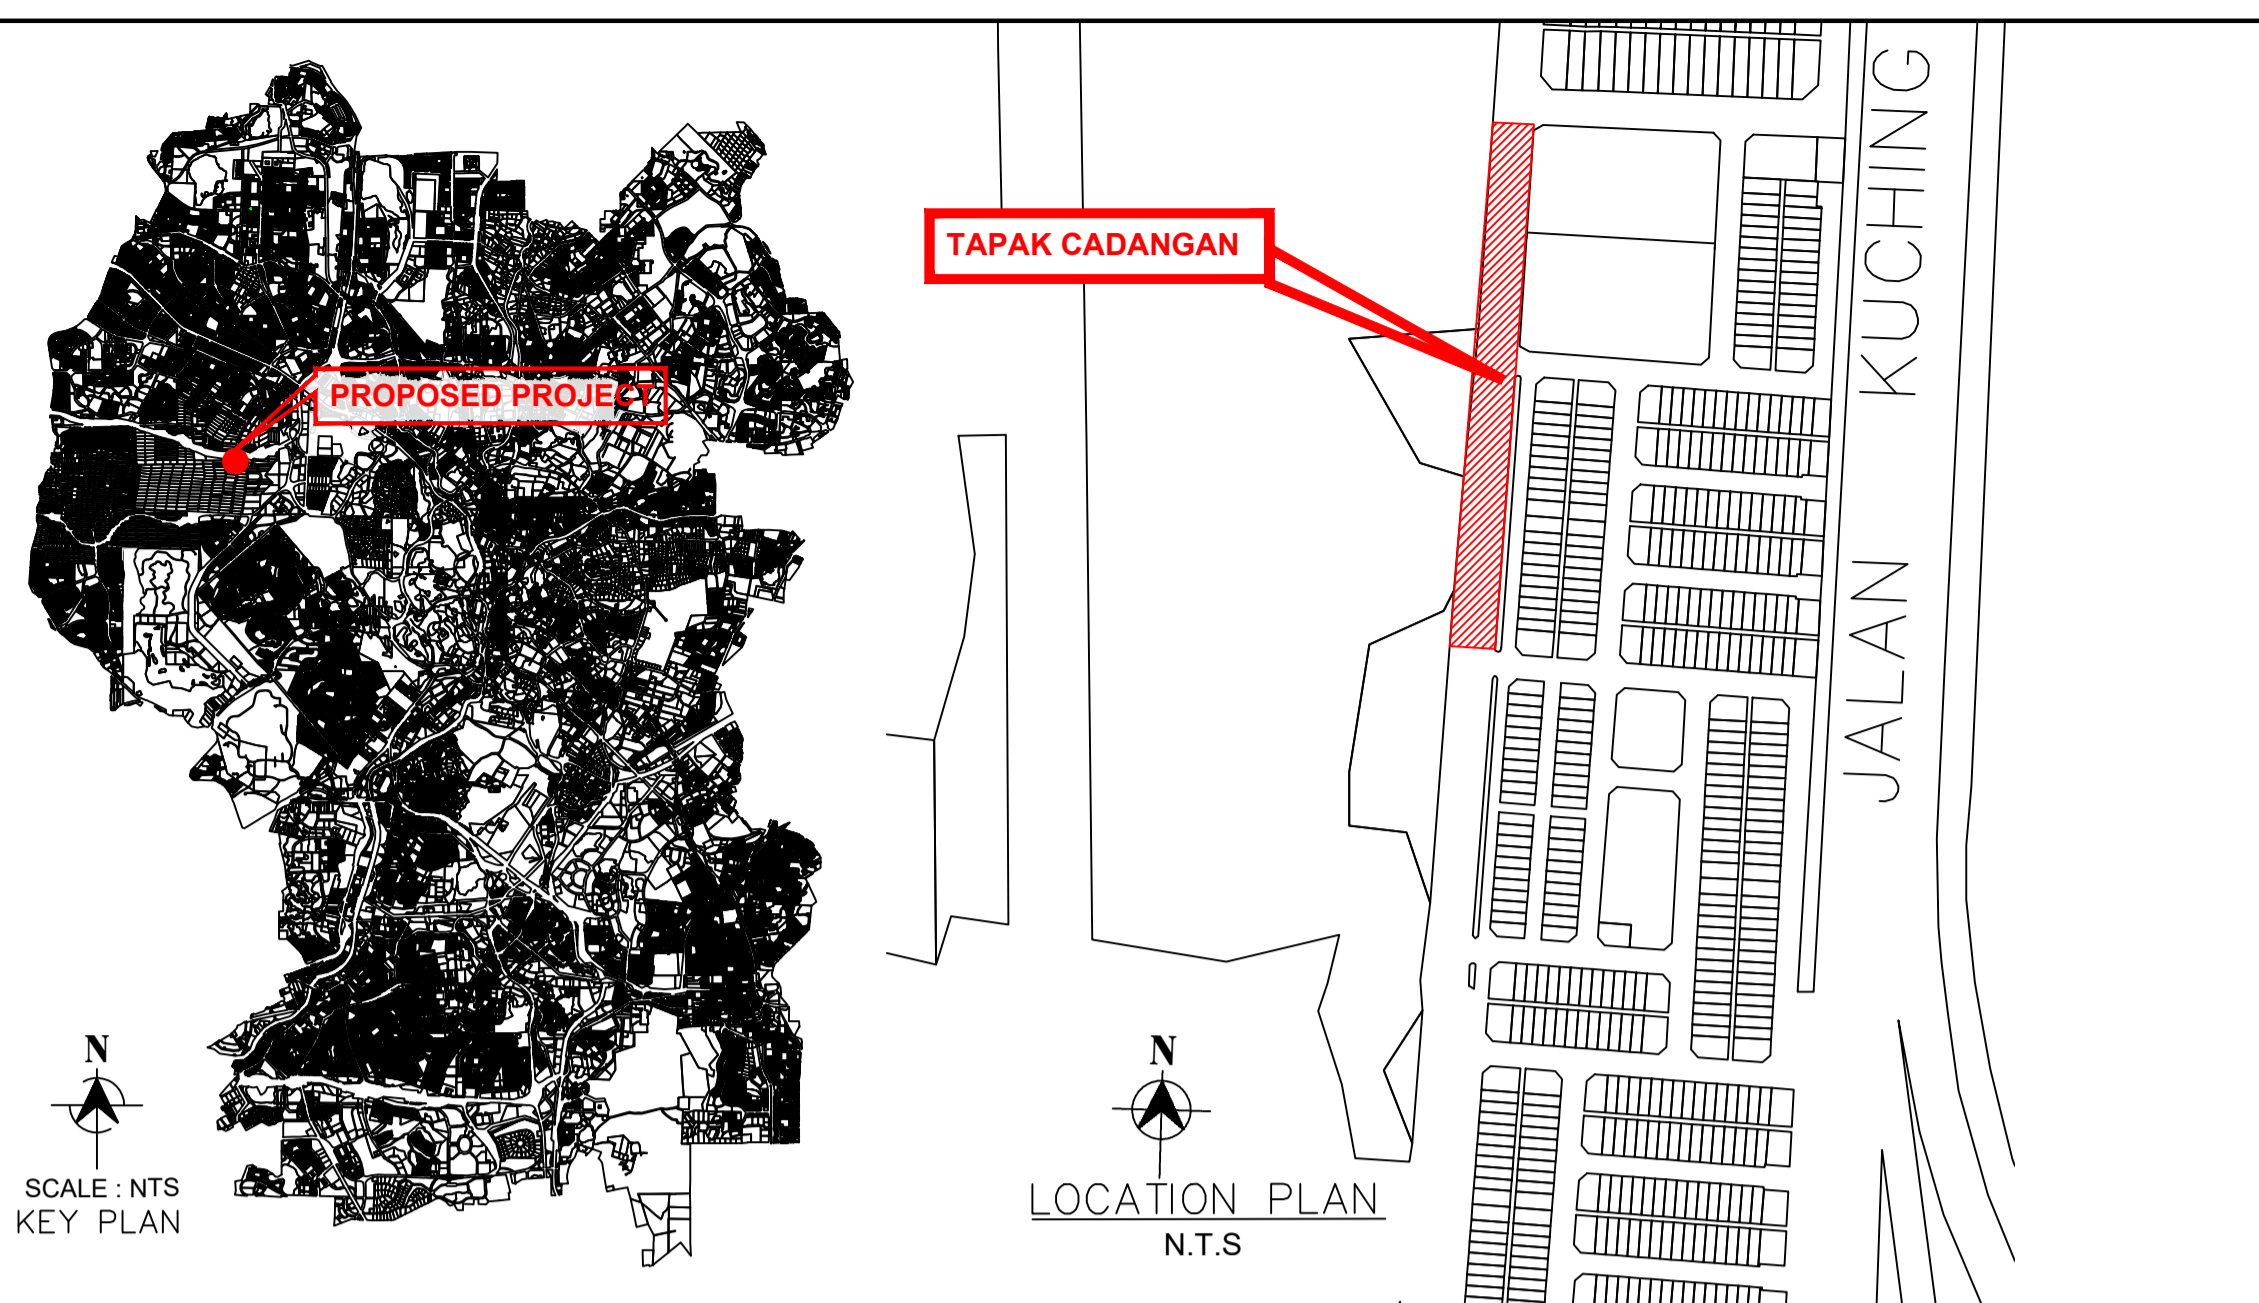 PROPOSED PROJECT
N
SCALE : NTS
KEY PLAN
TAPAK CADANGAN
JALAN KUCHING
N
LOCATION PLAN
N.T.S